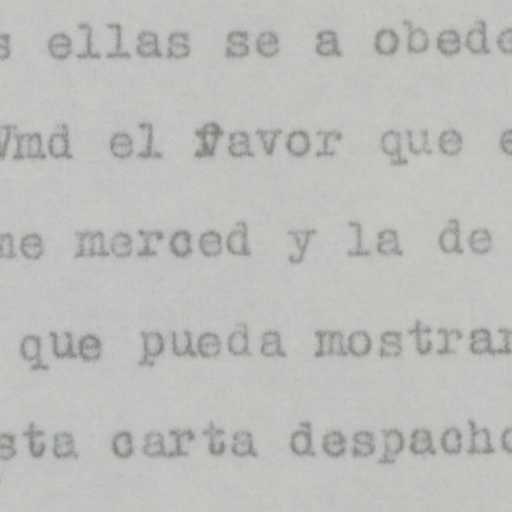 s ellas se a obede
Vmd el favor que e
me merced y la de
que pueda mostrar
sta carta despacho